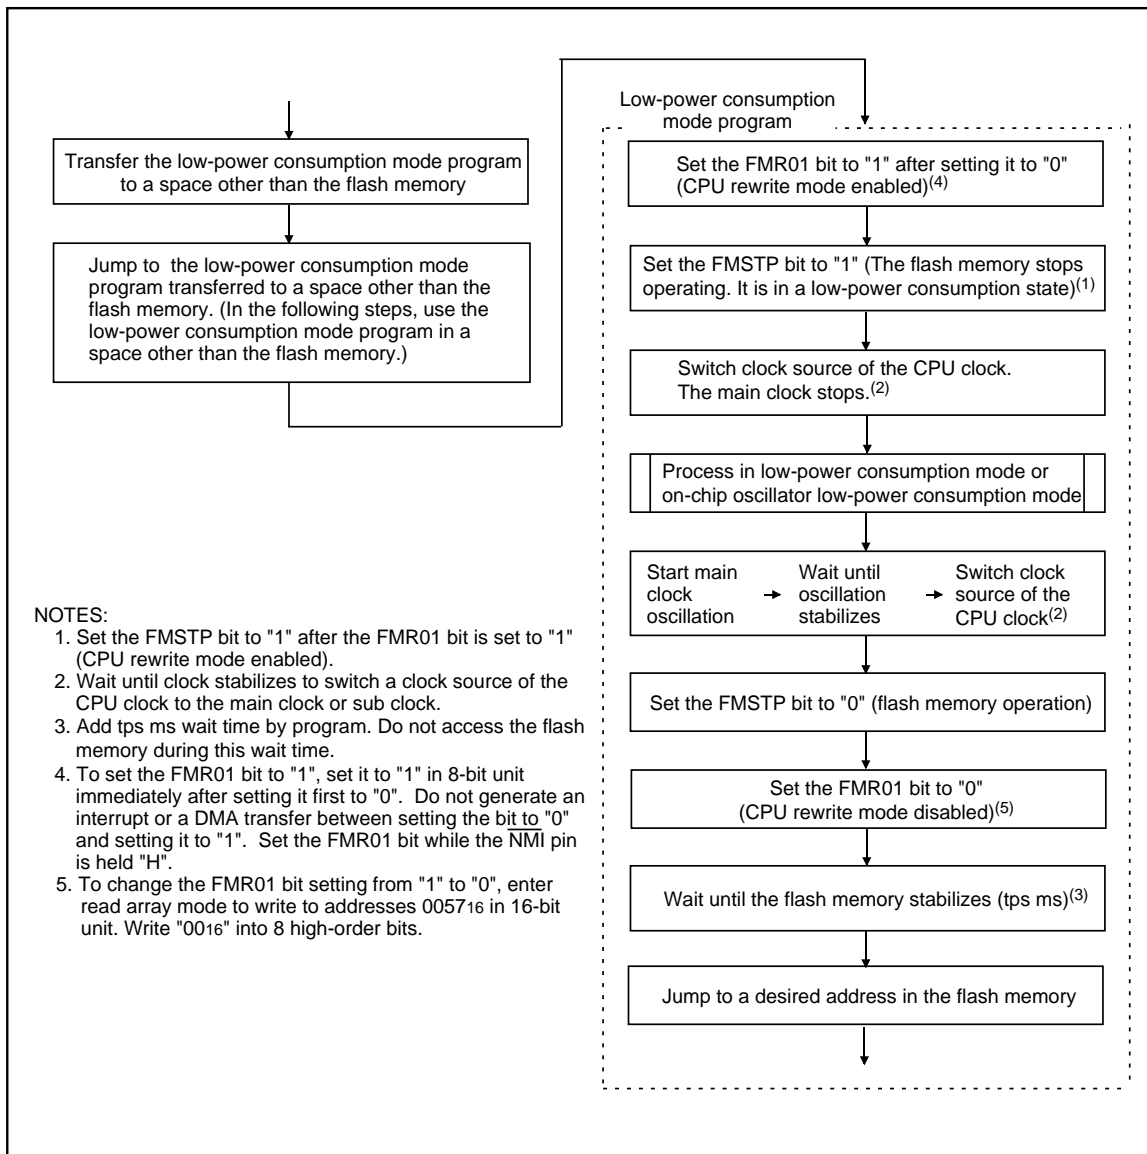 Transfer the low-power consumption mode program
to a space other than the flash memory
Jump to the low-power consumption mode
program transferred to a space other than the
flash memory. (In the following steps, use the
low-power consumption mode program in a
space other than the flash memory.)
Low-power consumption
mode program
Set the FMR01 bit to "1" after setting it to "0"
(CPU rewrite mode enabled)(4)
Set the FMSTP bit to "1" (The flash memory stops
operating. It is in a low-power consumption state)(1)
Switch clock source of the CPU clock.
The main clock stops.(2)
Process in low-power consumption mode or
on-chip oscillator low-power consumption mode
Start main
clock
oscillation
Wait until
oscillation
stabilizes
Switch clock
source of the
CPU clock(2)
Set the FMSTP bit to "0" (flash memory operation)
Set the FMR01 bit to "0"
(CPU rewrite mode disabled)(5)
Wait until the flash memory stabilizes (tps ms)(3)
Jump to a desired address in the flash memory
NOTES:
1. Set the FMSTP bit to "1" after the FMR01 bit is set to "1"
(CPU rewrite mode enabled).
2. Wait until clock stabilizes to switch a clock source of the
CPU clock to the main clock or sub clock.
3. Add tps ms wait time by program. Do not access the flash
memory during this wait time.
4. To set the FMR01 bit to "1", set it to "1" in 8-bit unit
immediately after setting it first to "0". Do not generate an
interrupt or a DMA transfer between setting the bit to "0"
and setting it to "1". Set the FMR01 bit while the NMI pin
is held "H".
5. To change the FMR01 bit setting from "1" to "0", enter
read array mode to write to addresses 005716 in 16-bit
unit. Write "0016" into 8 high-order bits.